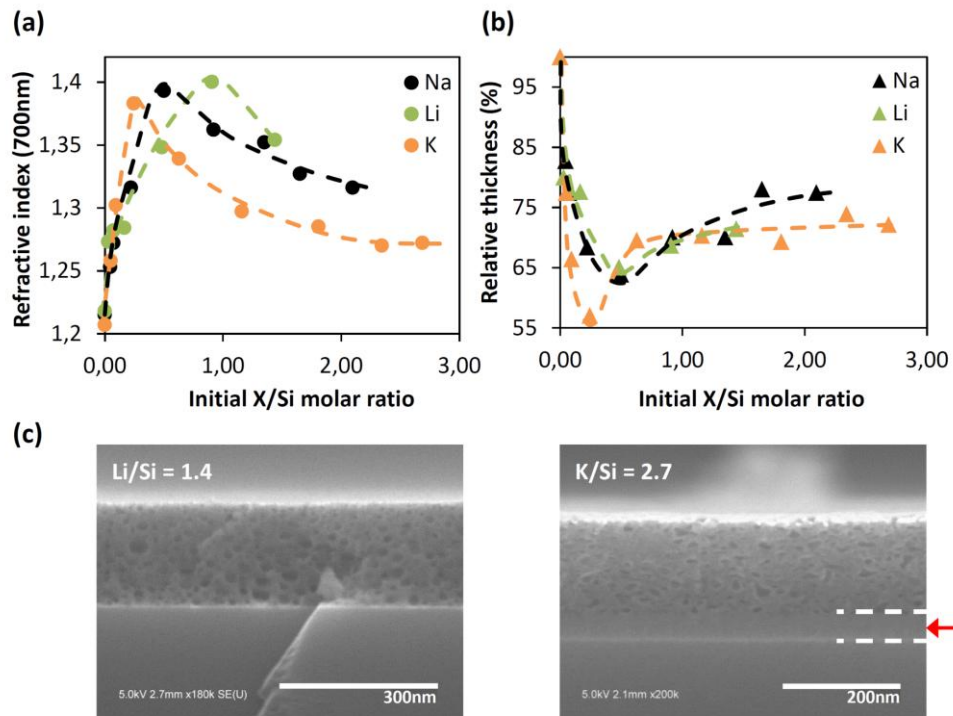 (a)
Refractive index (700nm)
1,4
1,35
1,3
1,25
1,2
0,00 1,00 2,00 3,00
Initial X/Si molar ratio
Na
Li
K
(b)
Relative thickness (%)
95
85
75
65
55
0,00 1,00 2,00 3,00
Initial X/Si molar ratio
Na
Li
K
(c)
Li/Si = 1.4
5.0kV 2.7mm x180k SE(U)
300nm
K/Si = 2.7
5.0kV 2.1mm x200k
200nm